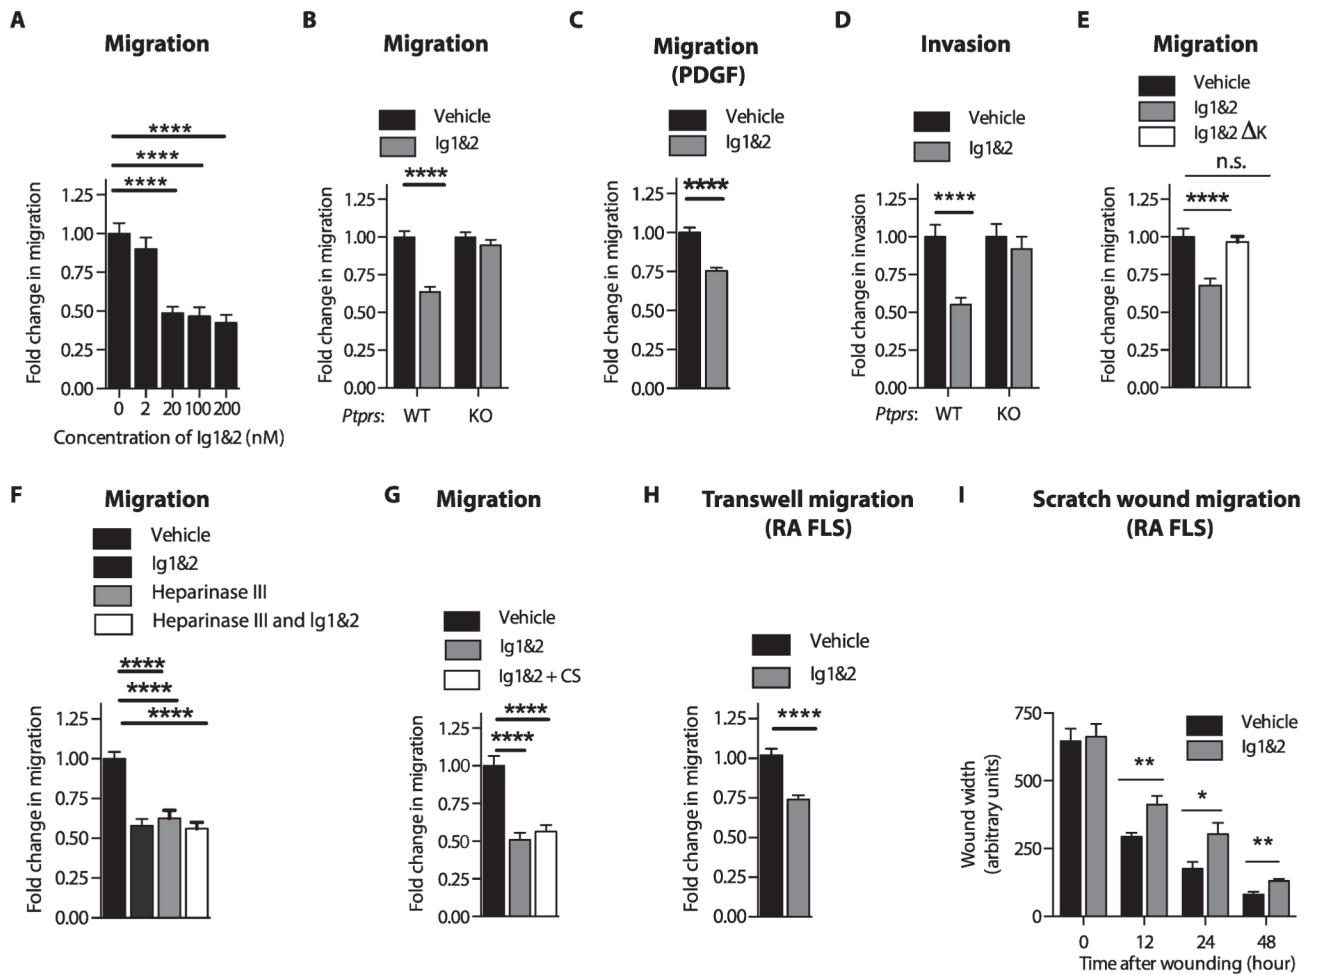 A
Migration
****
****
****
Fold change in migration
1.25
1.00
0.75
0.50
0.25
0.00
0 2 20 100 200
Concentration of Ig1&2 (nM)
B
Migration
Vehicle
Ig1&2
****
Fold change in migration
1.25
1.00
0.75
0.50
0.25
0.00
Ptprs: WT KO
C
Migration
(PDGF)
Vehicle
Ig1&2
****
Fold change in migration
1.25
1.00
0.75
0.50
0.25
0.00
D
Invasion
Vehicle
Ig1&2
****
Fold change in invasion
1.25
1.00
0.75
0.50
0.25
0.00
Ptprs: WT KO
E
Migration
Vehicle
Ig1&2
Ig1&2 ΔK
n.s.
****
Fold change in migration
1.25
1.00
0.75
0.50
0.25
0.00
F
Migration
Vehicle
Ig1&2
Heparinase III
Heparinase III and Ig1&2
****
****
****
Fold change in migration
1.25
1.00
0.75
0.50
0.25
0.00
G
Migration
Vehicle
Ig1&2
Ig1&2 + CS
****
****
Fold change in migration
1.25
1.00
0.75
0.50
0.25
0.00
H
Transwell migration
(RA FLS)
Vehicle
Ig1&2
****
Fold change in migration
1.25
1.00
0.75
0.50
0.25
0.00
I
Scratch wound migration
(RA FLS)
Vehicle
Ig1&2
**
*
**
Wound width
(arbitrary units)
750
500
250
0
0 12 24 48
Time after wounding (hour)